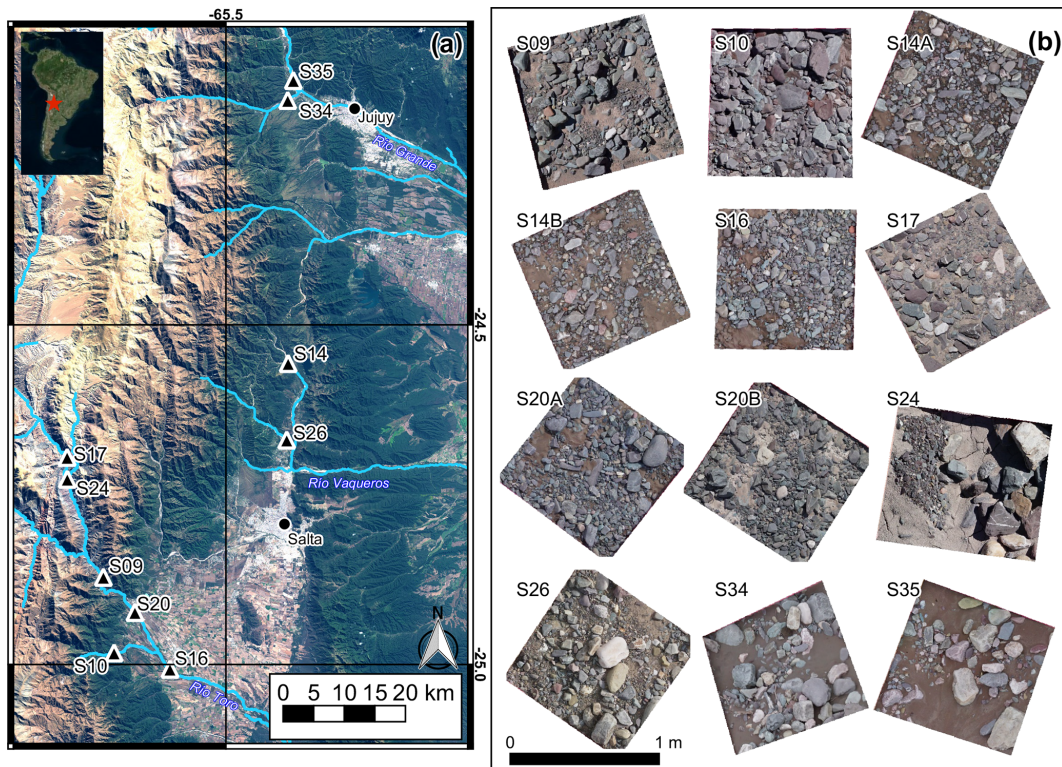 -65.5
(a)
S35
S34
Jujuy
Río Grande
-24.5
S14
S26
Río Vaqueros
S17
S24
Salta
S09
S20
S10
S16
Río Toro
N
-25.0
0 5 10 15 20 km
(b)
S09
S10
S14A
S14B
S16
S17
S20A
S20B
S24
S26
S34
S35
0 1 m